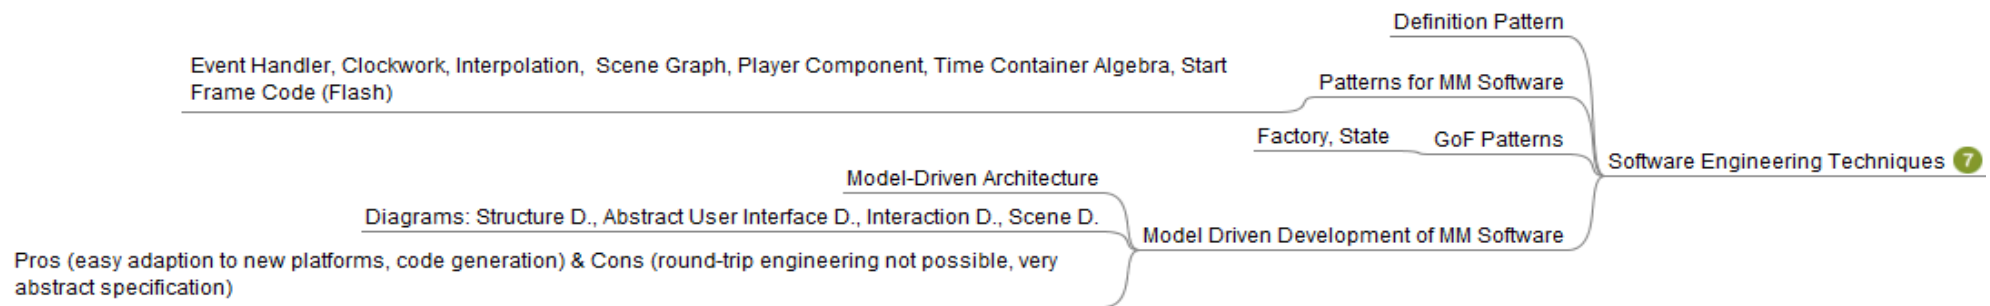 Definition Pattern
Event Handler, Clockwork, Interpolation,  Scene Graph, Player Component, Time Container Algebra, Start
Frame Code (Flash)
Patterns for MM Software
Factory, State
GoF Patterns
Software Engineering Techniques 7
Model-Driven Architecture
Diagrams: Structure D., Abstract User Interface D., Interaction D., Scene D.
Model Driven Development of MM Software
Pros (easy adaption to new platforms, code generation) & Cons (round-trip engineering not possible, very
abstract specification)